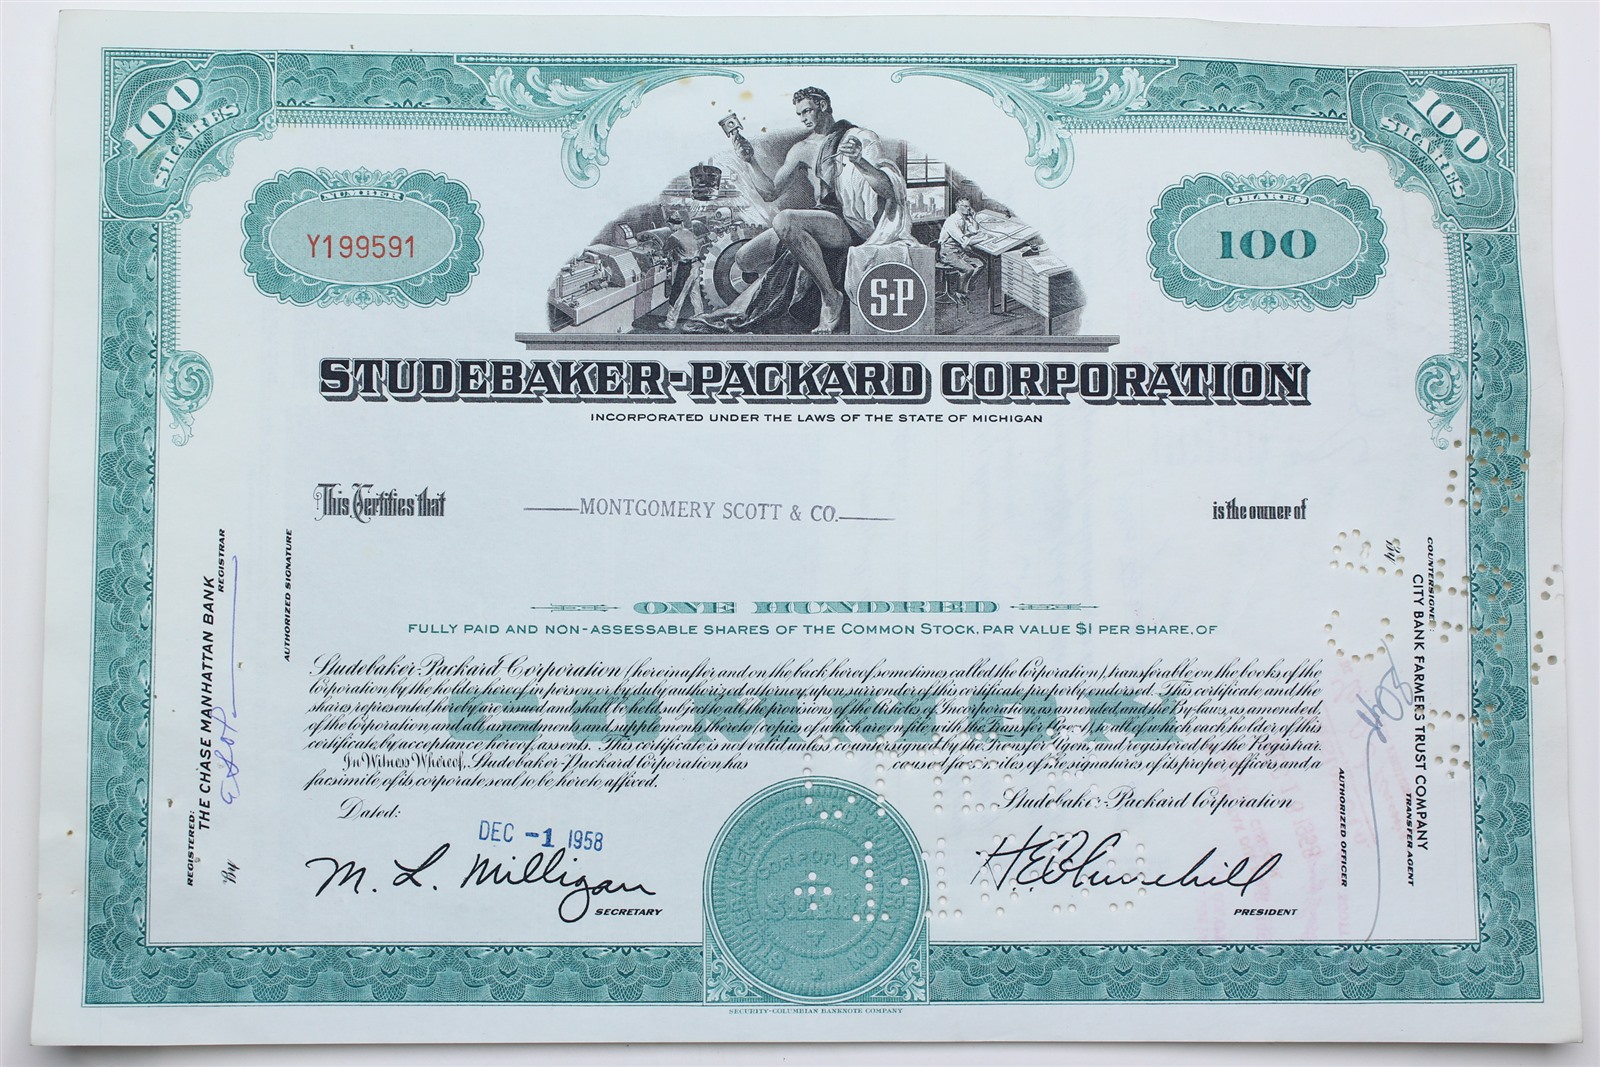 100 SHARES
100 SHARES
NUMBER
Y199591
SHARES
100
S·P
STUDEBAKER-PACKARD CORPORATION
INCORPORATED UNDER THE LAWS OF THE STATE OF MICHIGAN
This Certifies that
MONTGOMERY SCOTT & CO.
is the owner of
ONE HUNDRED
FULLY PAID AND NON-ASSESSABLE SHARES OF THE COMMON STOCK, PAR VALUE $1 PER SHARE, OF
COMMON
Studebaker-Packard Corporation (hereinafter and on the back hereof sometimes called the Corporation), transferable on the books of the
Corporation by the holder hereof in person or by duly authorized attorney, upon surrender of this certificate properly endorsed. This certificate and the
shares represented hereby are issued and shall be held subject to all the provisions of the Articles of Incorporation, as amended, and the By-laws, as amended,
of the Corporation, and all amendments and supplements thereto (copies of which are on file with the Transfer Agent), to all of which each holder of this
certificate, by acceptance hereof, assents. This certificate is not valid unless countersigned by the Transfer Agent and registered by the Registrar.
In Witness Whereof, Studebaker-Packard Corporation has caused facsimiles of the signatures of its proper officers, and a
facsimile of its corporate seal to be hereto affixed.
Dated:
DEC -1 1958
Studebaker-Packard Corporation
M. L. Milligan
SECRETARY
H. E. Churchill
PRESIDENT
STUDEBAKER-PACKARD CORPORATION
CORPORATE
SEAL
REGISTERED:
THE CHASE MANHATTAN BANK
REGISTRAR
By
AUTHORIZED SIGNATURE
COUNTERSIGNED:
CITY BANK FARMERS TRUST COMPANY
TRANSFER AGENT
By
AUTHORIZED OFFICER
SECURITY-COLUMBIAN BANKNOTE COMPANY